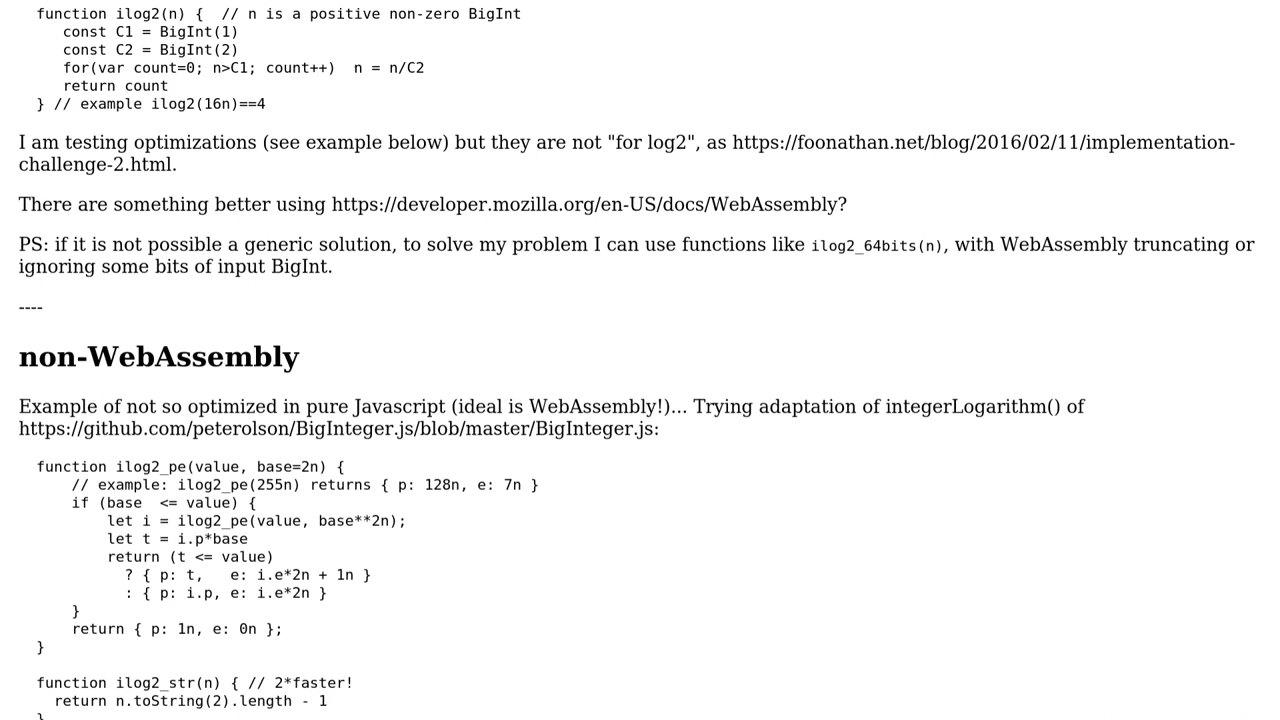 function ilog2(n) {  // n is a positive non-zero BigInt
   const C1 = BigInt(1)
   const C2 = BigInt(2)
   for(var count=0; n>C1; count++)  n = n/C2
   return count
} // example ilog2(16n)==4
I am testing optimizations (see example below) but they are not "for log2", as https://foonathan.net/blog/2016/02/11/implementation-
challenge-2.html.
There are something better using https://developer.mozilla.org/en-US/docs/WebAssembly?
PS: if it is not possible a generic solution, to solve my problem I can use functions like ilog2_64bits(n), with WebAssembly truncating or
ignoring some bits of input BigInt.
----
non-WebAssembly
Example of not so optimized in pure Javascript (ideal is WebAssembly!)... Trying adaptation of integerLogarithm() of
https://github.com/peterolson/BigInteger.js/blob/master/BigInteger.js:
function ilog2_pe(value, base=2n) {
    // example: ilog2_pe(255n) returns { p: 128n, e: 7n }
    if (base  <= value) {
        let i = ilog2_pe(value, base**2n);
        let t = i.p*base
        return (t <= value)
          ? { p: t,   e: i.e*2n + 1n }
          : { p: i.p, e: i.e*2n }
    }
    return { p: 1n, e: 0n };
}
function ilog2_str(n) { // 2*faster!
  return n.toString(2).length - 1
}